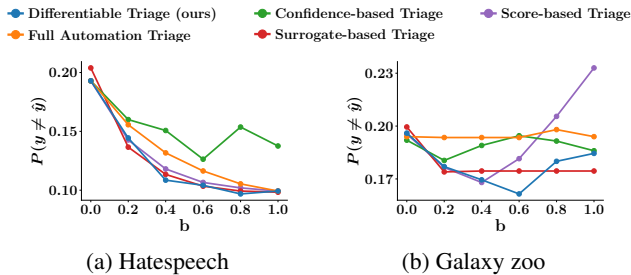 Differentiable Triage (ours) Confidence-based Triage Score-based Triage
Full Automation Triage Surrogate-based Triage
0.20
0.15
0.10
P(y ≠ ŷ)
0.0 0.2 0.4 0.6 0.8 1.0
b
(a) Hatespeech
0.23
0.20
0.17
P(y ≠ ŷ)
0.0 0.2 0.4 0.6 0.8 1.0
b
(b) Galaxy zoo